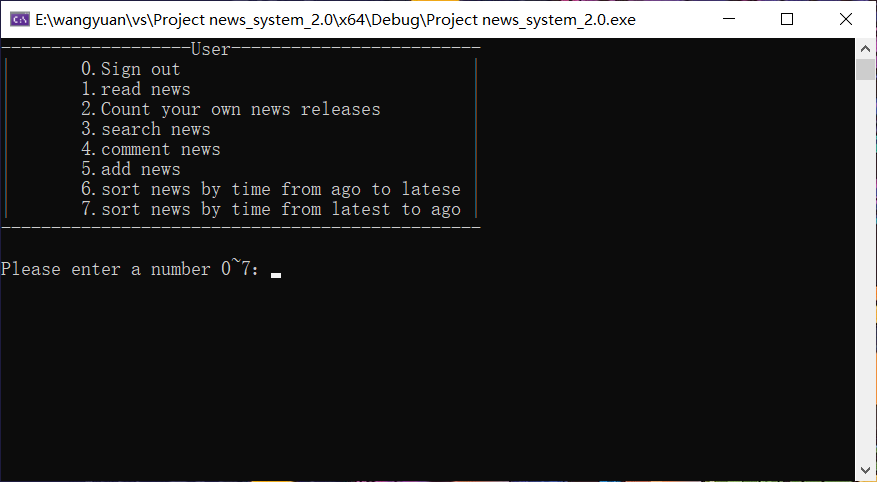 E:\wangyuan\vs\Project news_system_2.0\x64\Debug\Project news_system_2.0.exe
-------------------User-------------------------
|       0.Sign out                             |
|       1.read news                            |
|       2.Count your own news releases         |
|       3.search news                          |
|       4.comment news                         |
|       5.add news                             |
|       6.sort news by time from ago to latese |
|       7.sort news by time from latest to ago |
------------------------------------------------
Please enter a number 0~7: